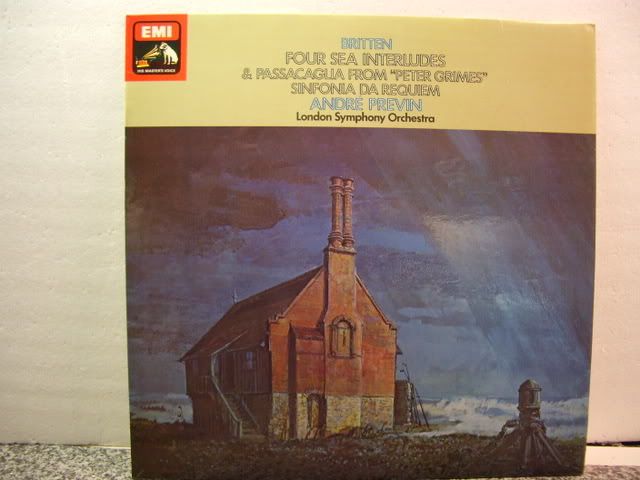 EMI
HIS MASTER'S VOICE
BRITTEN
FOUR SEA INTERLUDES
& PASSACAGLIA FROM "PETER GRIMES"
SINFONIA DA REQUIEM
ANDRÉ PREVIN
London Symphony Orchestra